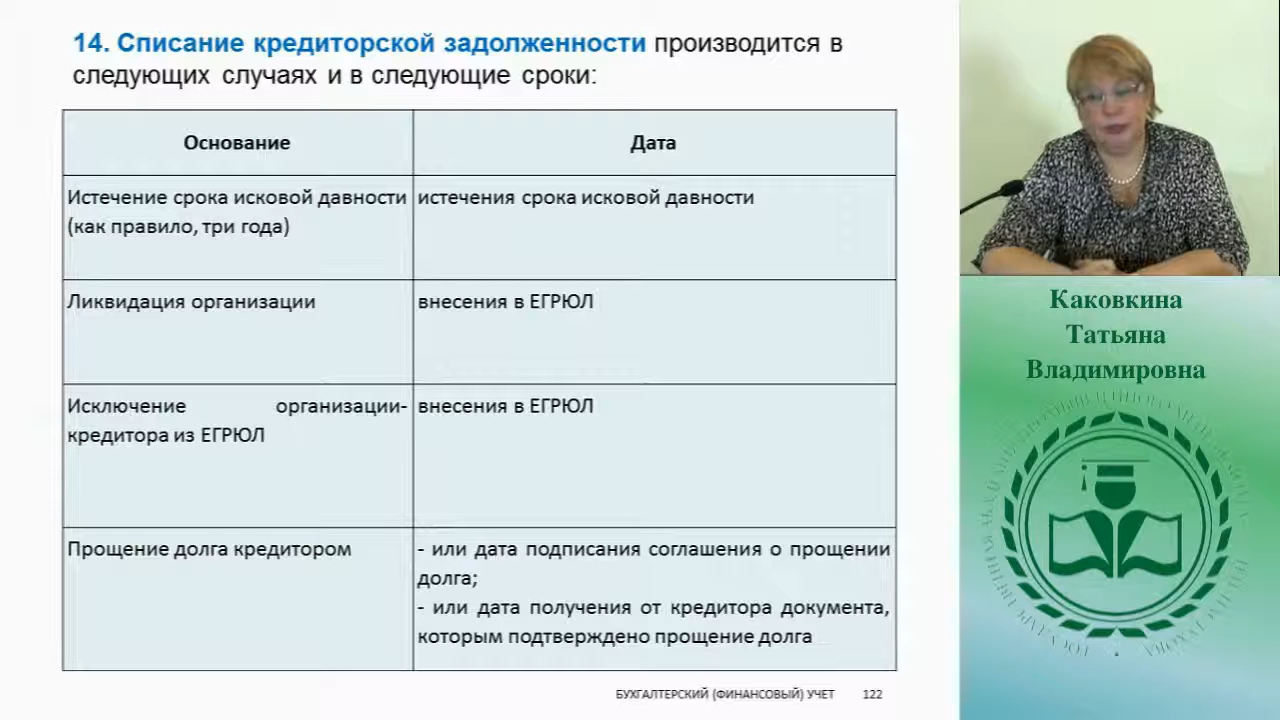 14. Списание кредиторской задолженности производится в
следующих случаях и в следующие сроки:
Основание
Дата
Истечение срока исковой давности
(как правило, три года)
истечения срока исковой давности
Ликвидация организации
внесения в ЕГРЮЛ
Исключение организации-
кредитора из ЕГРЮЛ
внесения в ЕГРЮЛ
Прощение долга кредитором
- или дата подписания соглашения о прощении
долга;
- или дата получения от кредитора документа,
которым подтверждено прощение долга
БУХГАЛТЕРСКИЙ (ФИНАНСОВЫЙ) УЧЕТ 122
Каковкина
Татьяна
Владимировна